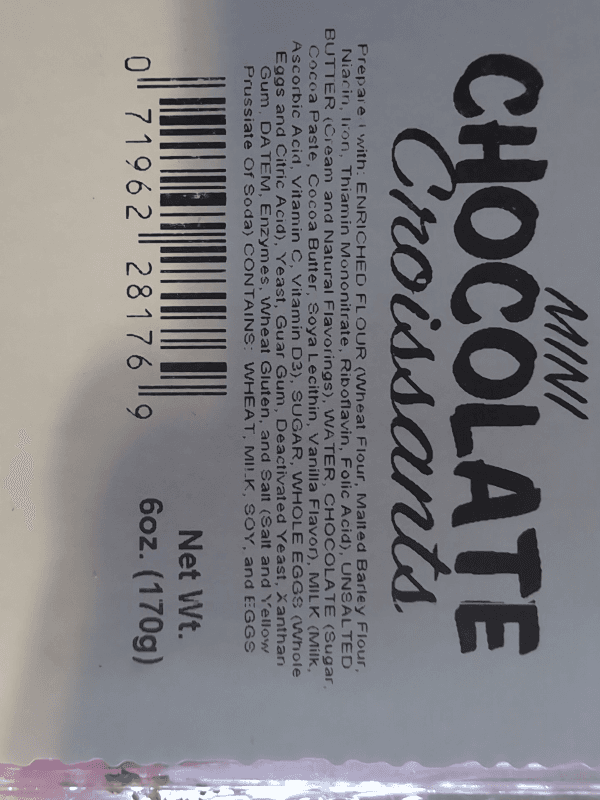 MINI
CHOCOLATE
Croissants
Prepared with: ENRICHED FLOUR (Wheat Flour, Malted Barley Flour,
Niacin, Iron, Thiamin Mononitrate, Riboflavin, Folic Acid), UNSALTED
BUTTER (Cream and Natural Flavorings), WATER, CHOCOLATE (Sugar,
Cocoa Paste, Cocoa Butter, Soya Lecithin, Vanilla Flavor), MILK (Milk,
Ascorbic Acid, Vitamin C, Vitamin D3), SUGAR, WHOLE EGGS (Whole
Eggs and Citric Acid), Yeast, Guar Gum, Deactivated Yeast, Xanthan
Gum, DATEM, Enzymes, Wheat Gluten, and Salt (Salt and Yellow
Prussiate Of Soda) CONTAINS: WHEAT, MILK, SOY, and EGGS
0 71962 28176 9
Net Wt.
6oz. (170g)